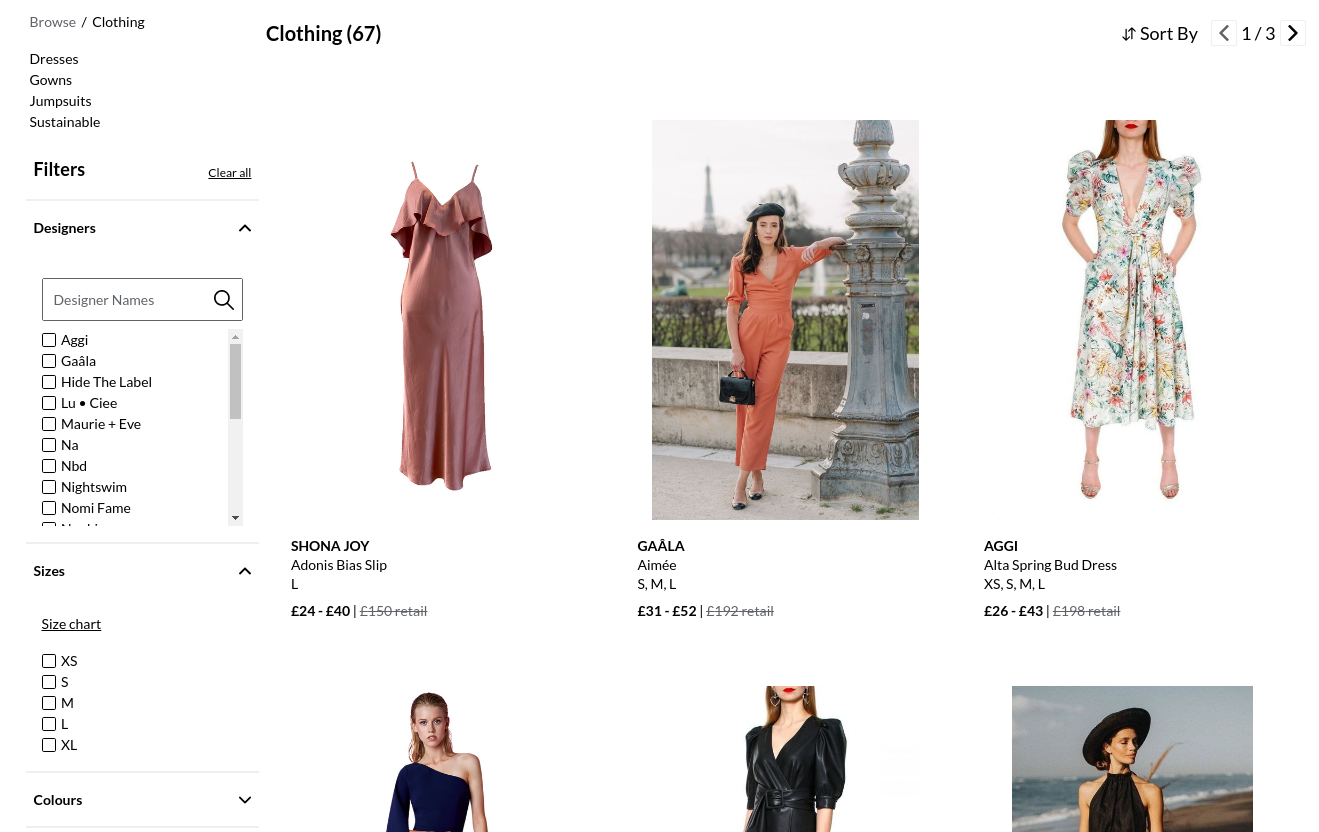 Browse / Clothing
Dresses
Gowns
Jumpsuits
Sustainable
Filters
Clear all
Designers
Designer Names
Aggi
Gaâla
Hide The Label
Lu • Ciee
Maurie + Eve
Na
Nbd
Nightswim
Nomi Fame
Sizes
Size chart
XS
S
M
L
XL
Colours
Clothing (67)
Sort By
1 / 3
SHONA JOY
Adonis Bias Slip
L
£24 - £40 | £150 retail
GAÂLA
Aimée
S, M, L
£31 - £52 | £192 retail
AGGI
Alta Spring Bud Dress
XS, S, M, L
£26 - £43 | £198 retail